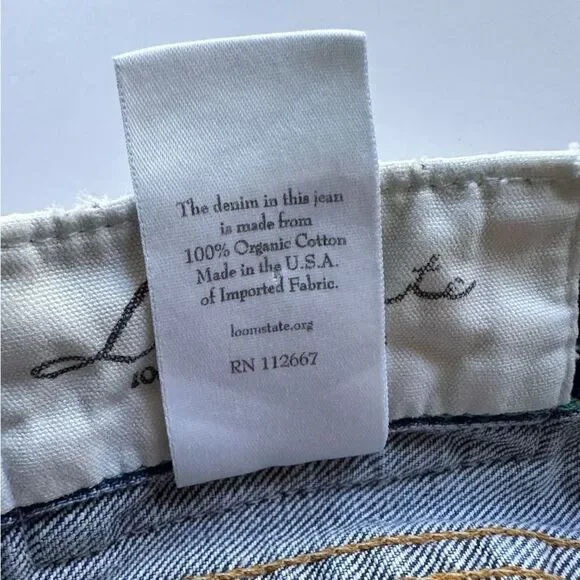 The denim in this jean
is made from
100% Organic Cotton
Made in the U.S.A.
of Imported Fabric.
loomstate.org
RN 112667